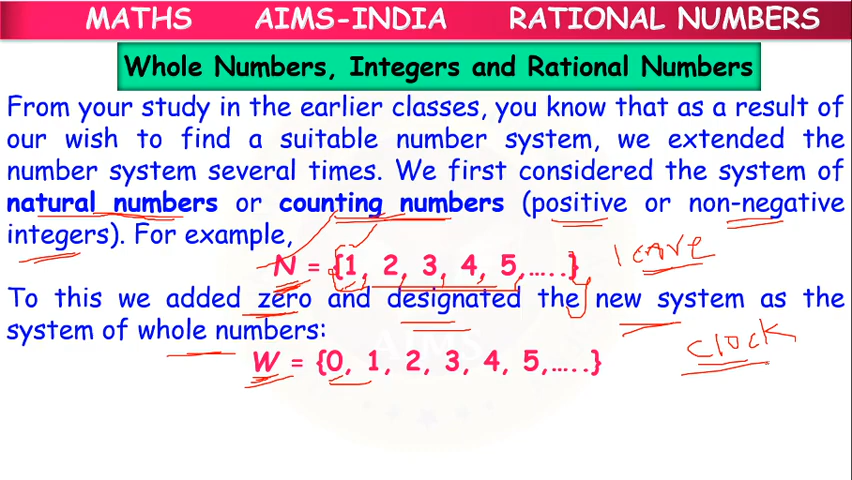 MATHS AIMS-INDIA RATIONAL NUMBERS
Whole Numbers, Integers and Rational Numbers
From your study in the earlier classes, you know that as a result of
our wish to find a suitable number system, we extended the
number system several times. We first considered the system of
natural numbers or counting numbers (positive or non-negative
integers). For example,
N = {1, 2, 3, 4, 5,…..}
To this we added zero and designated the new system as the
system of whole numbers:
W = {0, 1, 2, 3, 4, 5,…..}
clock
AIMS